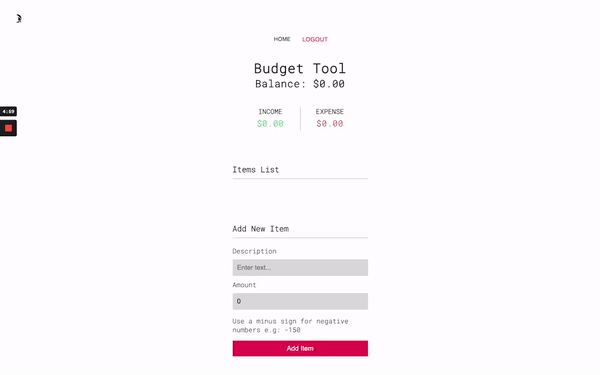 HOME LOGOUT
Budget Tool
Balance: $0.00
INCOME EXPENSE
$0.00 $0.00
4:59
Items List
Add New Item
Description
Enter text...
Amount
0
Use a minus sign for negative
numbers e.g: -150
Add Item